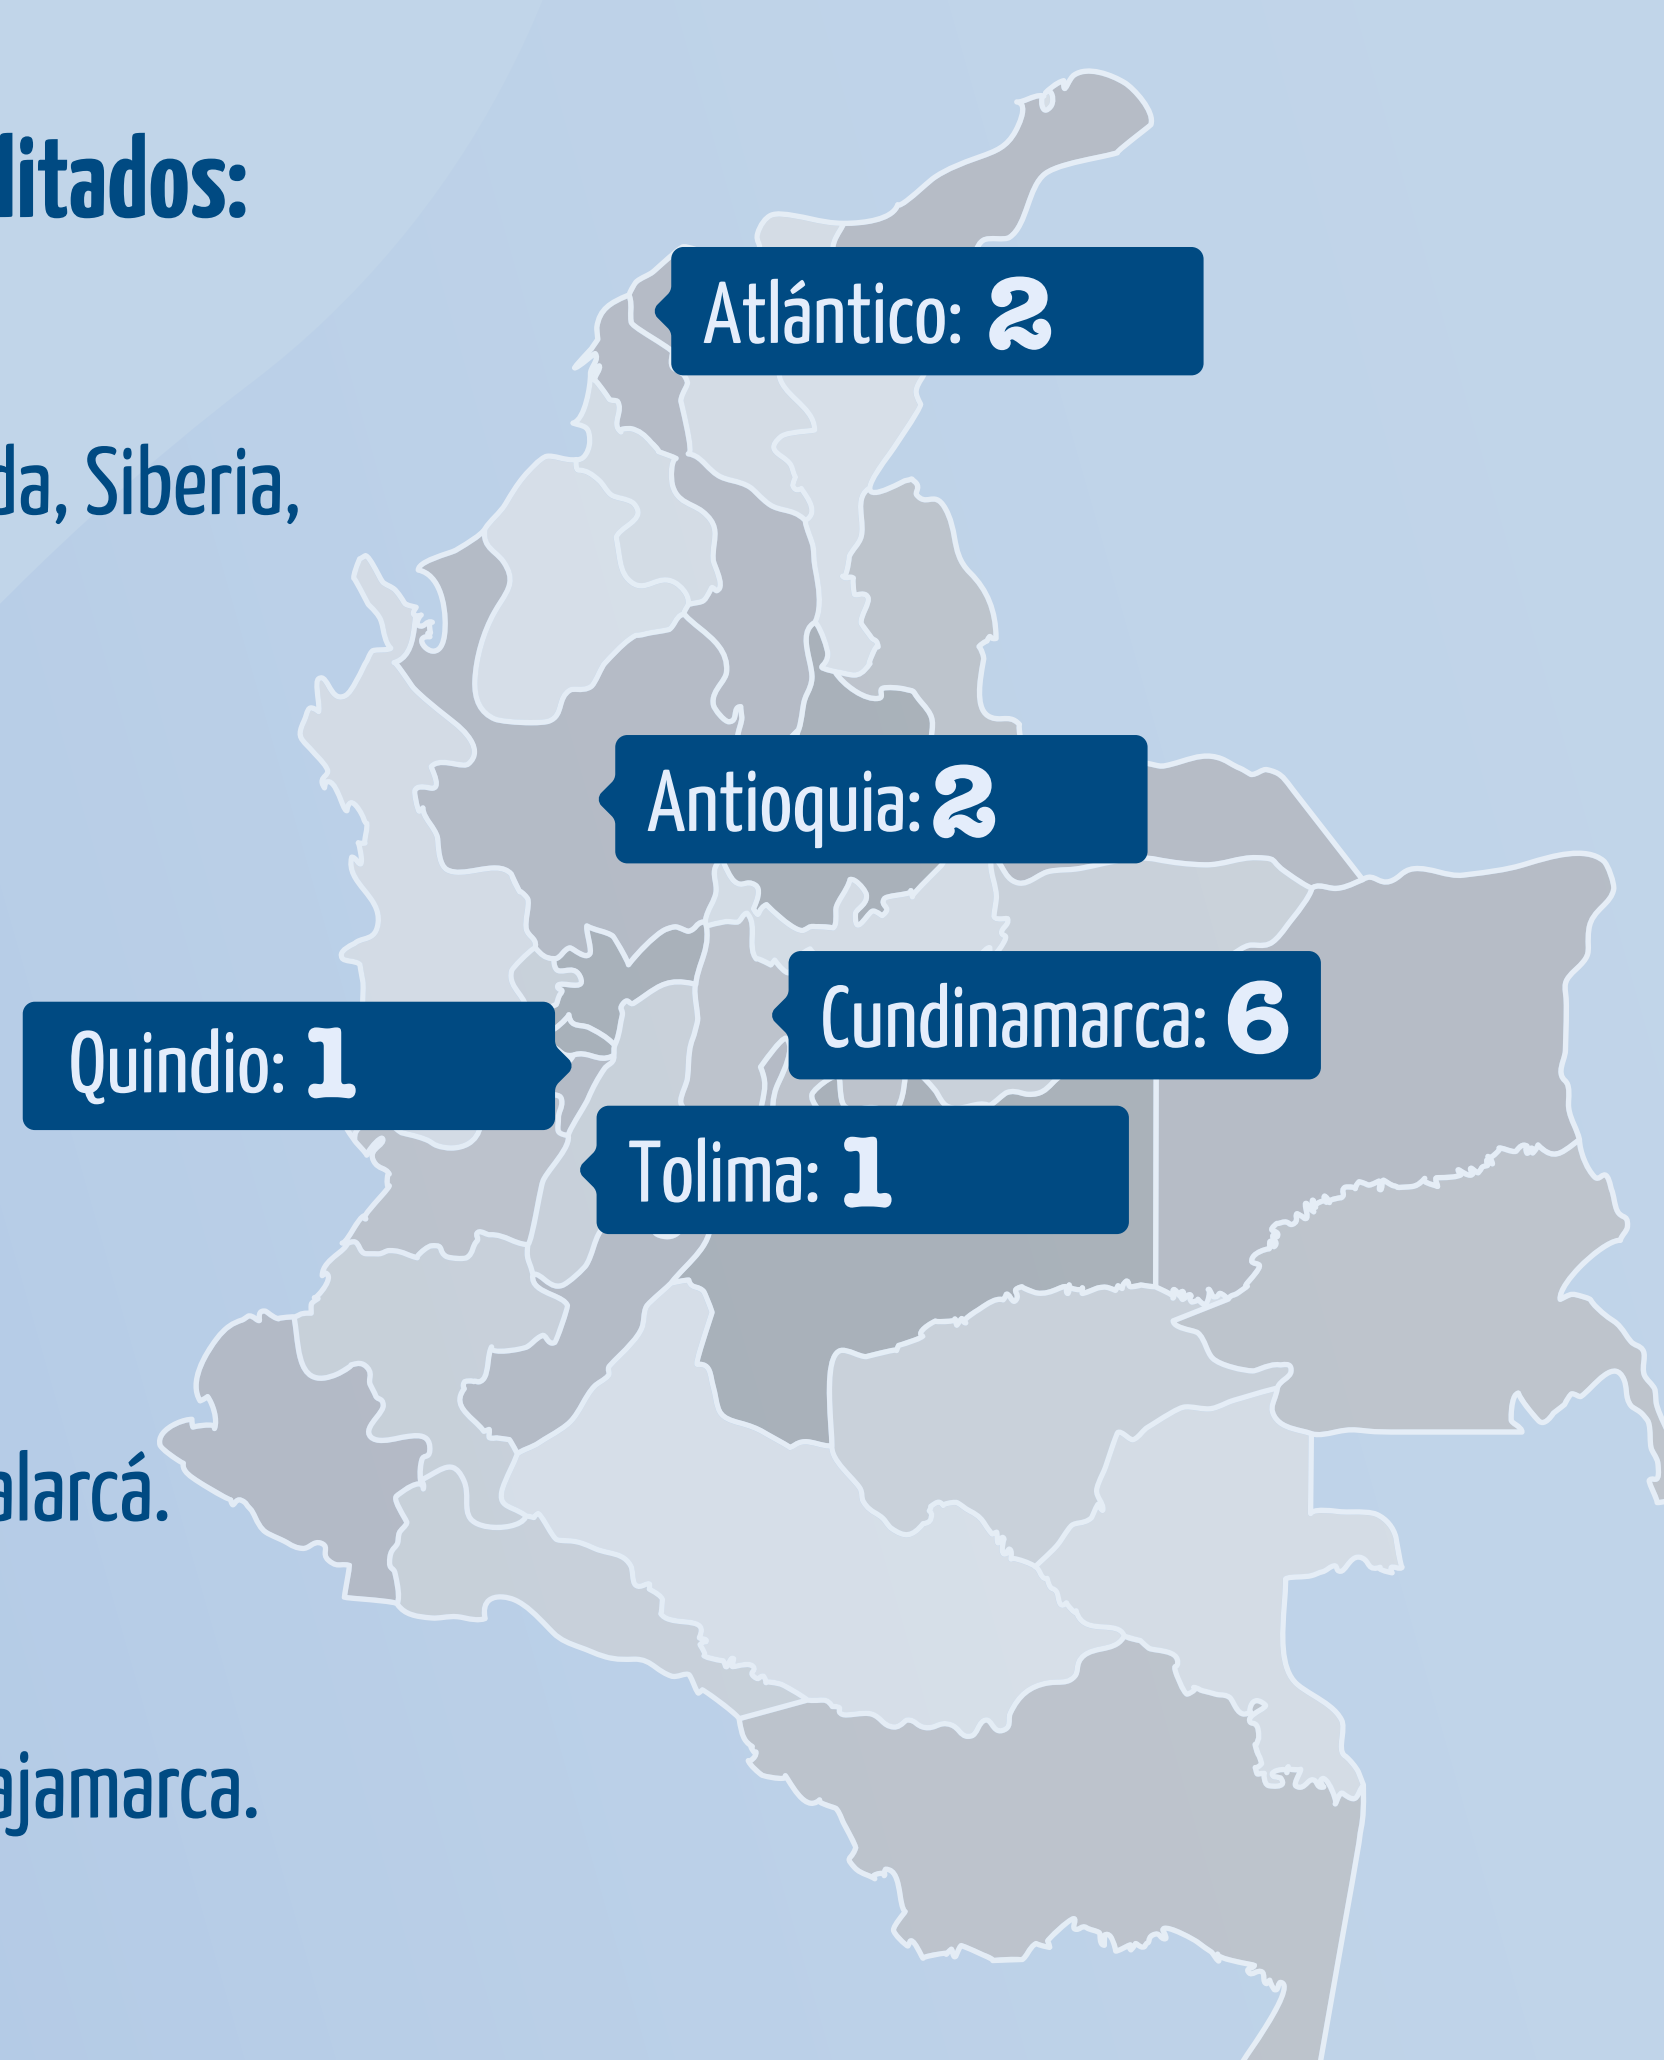 litados:
Atlántico: 2
da, Siberia,
Antioquia: 2
Cundinamarca: 6
Quindio: 1
Tolima: 1
alarcá.
ajamarca.